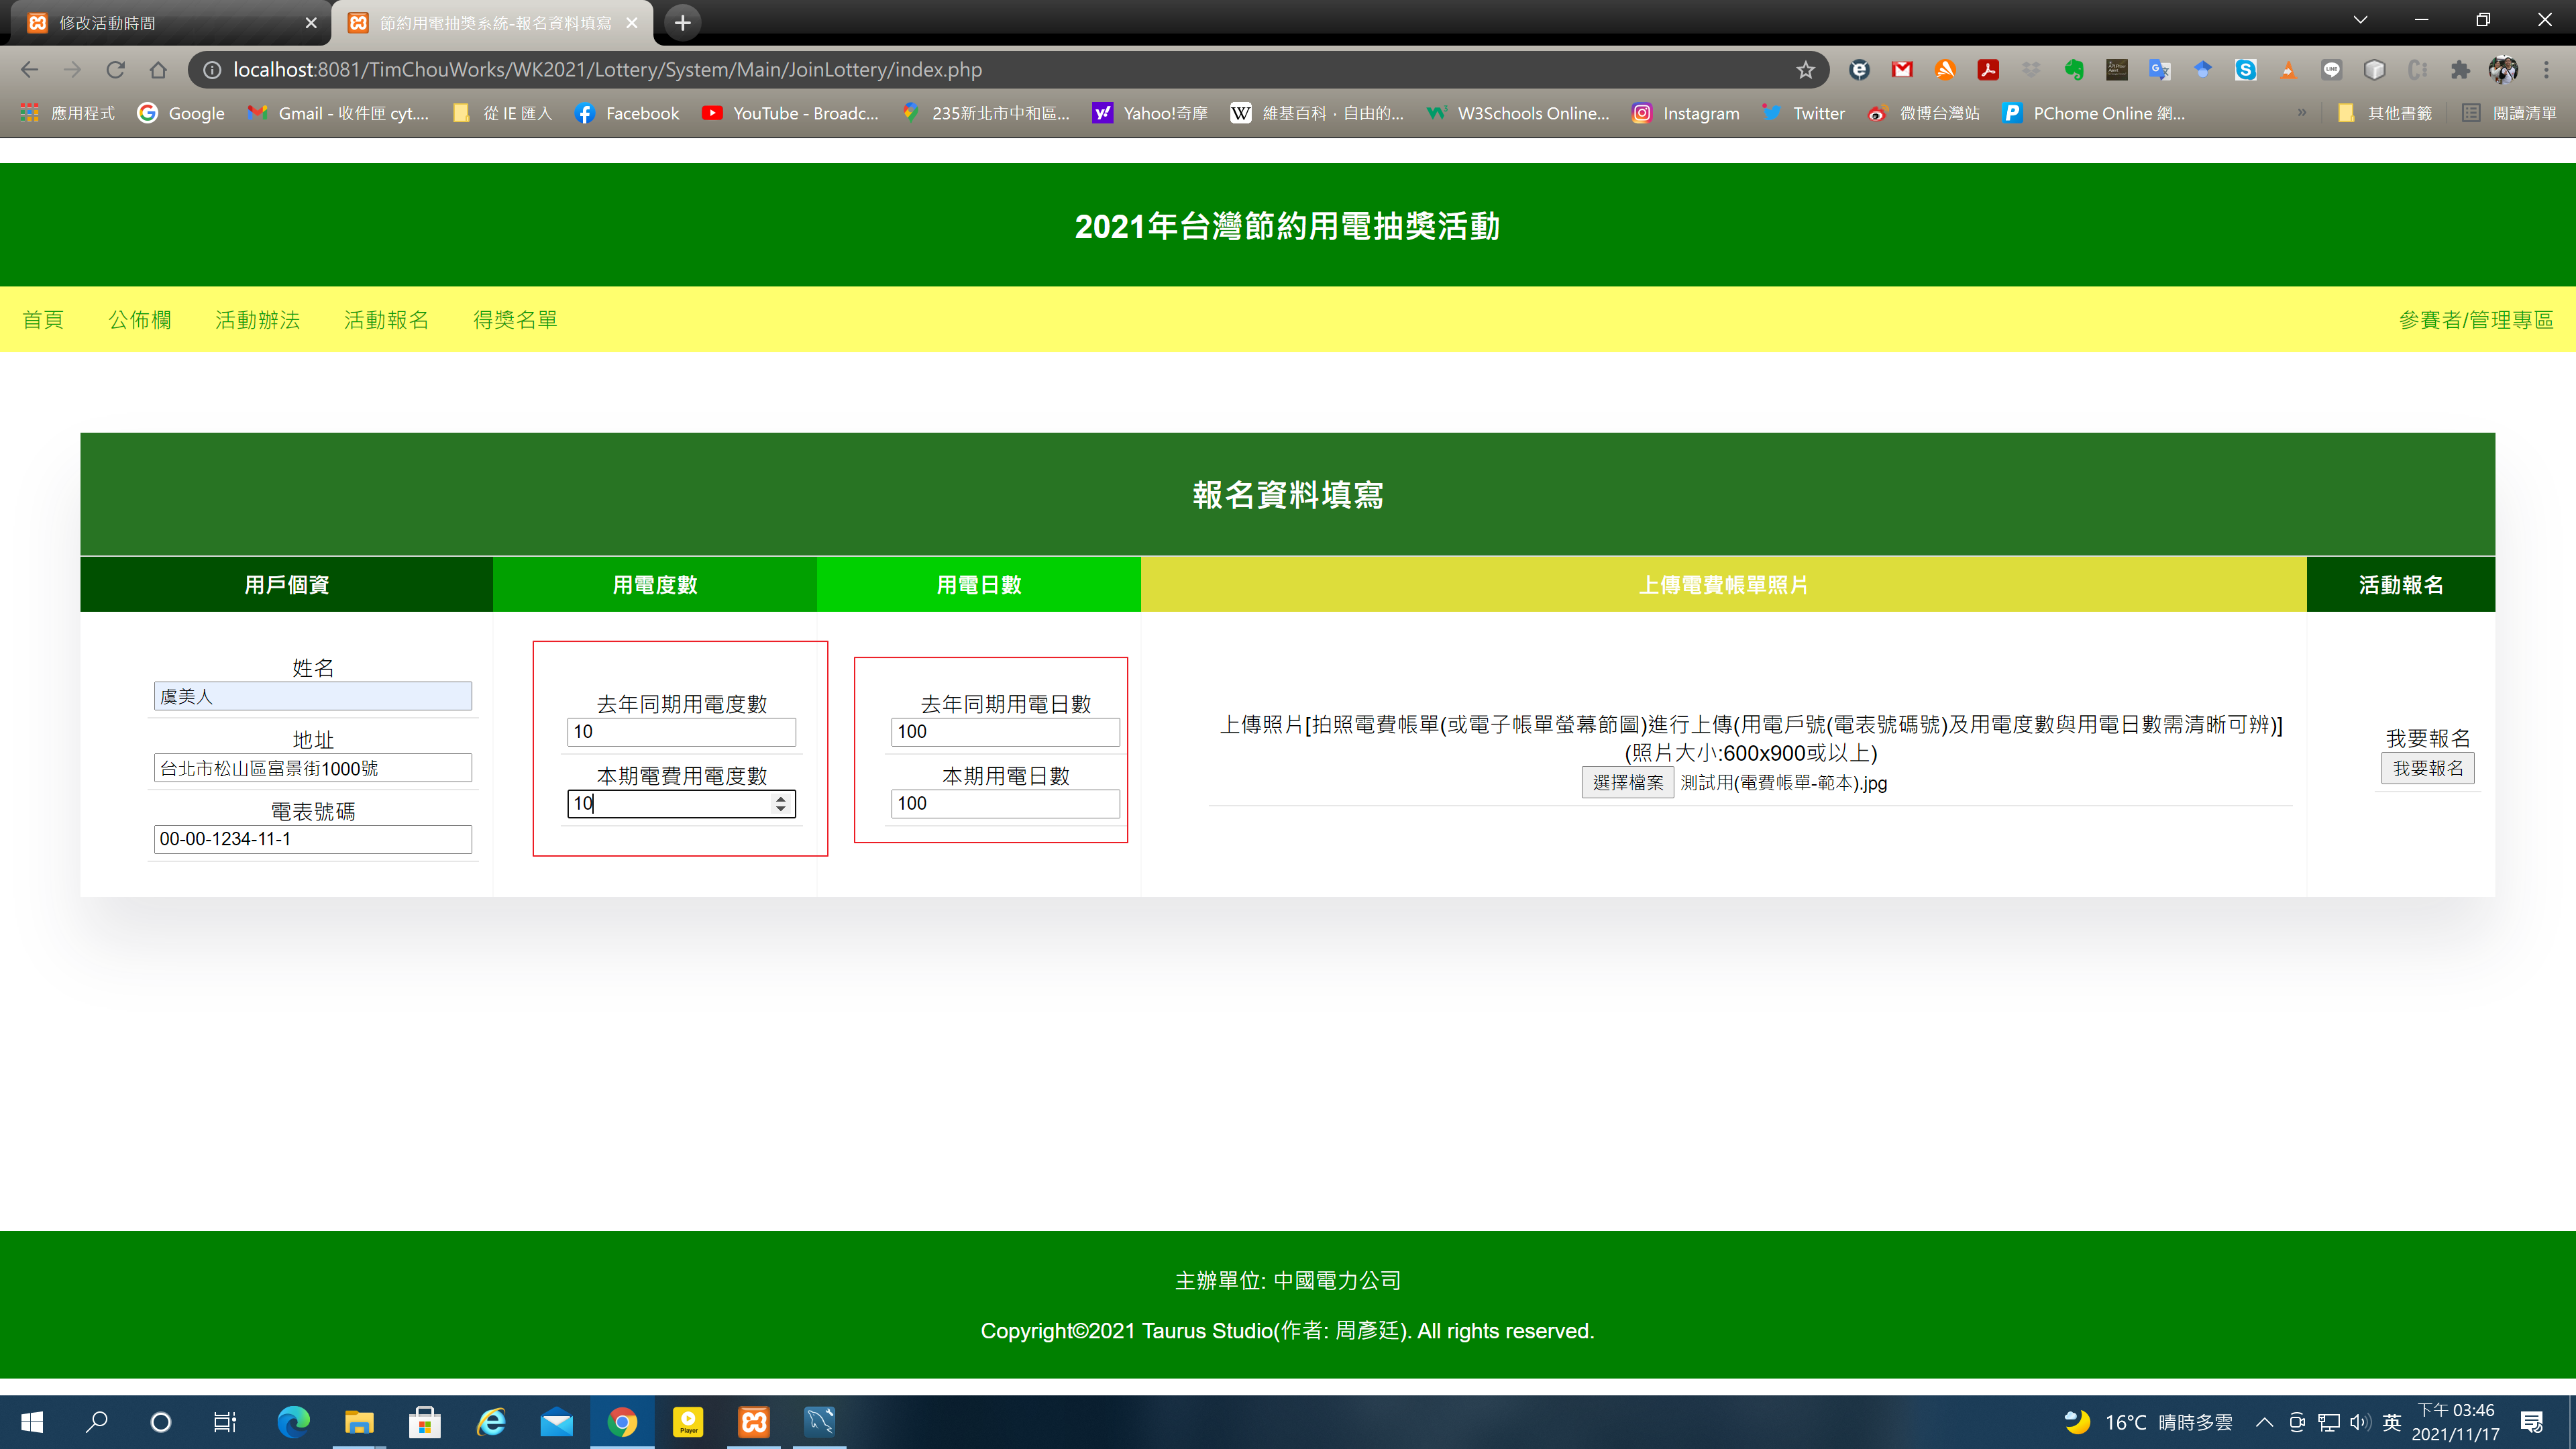 修改活動時間
節約用電抽獎系統-報名資料填寫
localhost:8081/TimChouWorks/WK2021/Lottery/System/Main/JoinLottery/index.php
應用程式 Google Gmail - 收件匣 cyt.... 從 IE 匯入 Facebook YouTube - Broadc... 235新北市中和區... Yahoo!奇摩 維基百科，自由的... W3Schools Online... Instagram Twitter 微博台灣站 PChome Online 網... » 其他書籤 閱讀清單
2021年台灣節約用電抽獎活動
首頁 公佈欄 活動辦法 活動報名 得獎名單 參賽者/管理專區
報名資料填寫
用戶個資 用電度數 用電日數 上傳電費帳單照片 活動報名
姓名
虞美人
地址
台北市松山區富景街1000號
電表號碼
00-00-1234-11-1
去年同期用電度數
10
本期電費用電度數
10
去年同期用電日數
100
本期用電日數
100
上傳照片[拍照電費帳單(或電子帳單螢幕節圖)進行上傳(用電戶號(電表號碼號)及用電度數與用電日數需清晰可辨)]
(照片大小:600x900或以上)
選擇檔案 測試用(電費帳單-範本).jpg
我要報名
我要報名
主辦單位: 中國電力公司
Copyright©2021 Taurus Studio(作者: 周彥廷). All rights reserved.
Player
16°C 晴時多雲 英 下午 03:46
2021/11/17